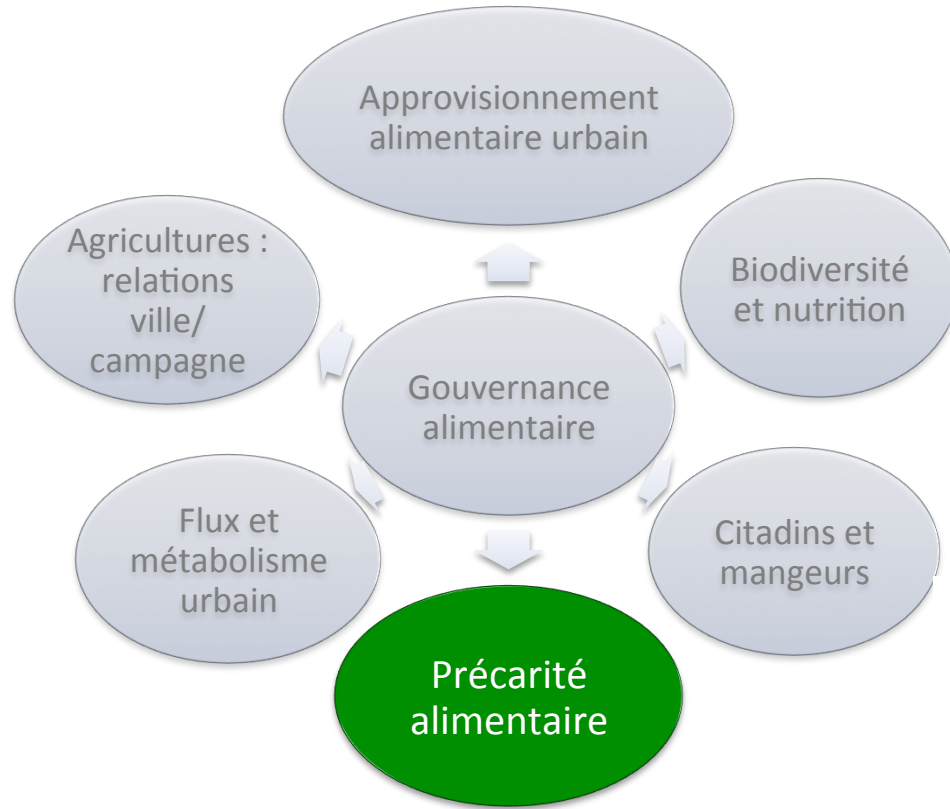 Approvisionnement
alimentaire urbain
Agricultures :
relations
ville/
campagne
Biodiversité
et nutrition
Gouvernance
alimentaire
Flux et
métabolisme
urbain
Citadins et
mangeurs
Précarité
alimentaire